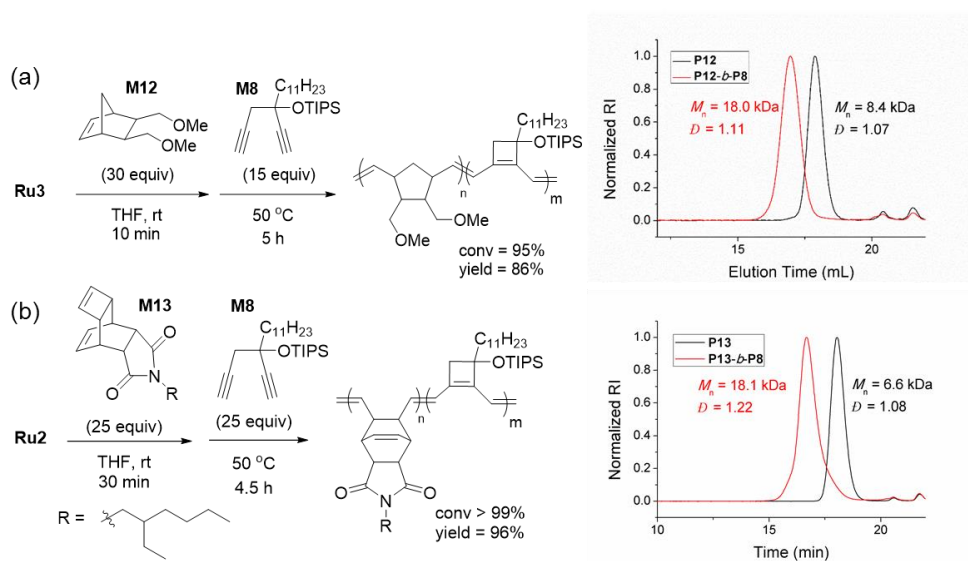 (a)
M12
OMe
OMe
(30 equiv)
THF, rt
10 min
Ru3
M8
C11H23
OTIPS
(15 equiv)
50 °C
5 h
n
OMe
OMe
C11H23
OTIPS
m
conv = 95%
yield = 86%
Normalized RI
1.0
0.8
0.6
0.4
0.2
0.0
P12
P12-b-P8
Mn = 18.0 kDa
Đ = 1.11
Mn = 8.4 kDa
Đ = 1.07
15
20
Elution Time (mL)
(b)
M13
O
O
N
R
(25 equiv)
THF, rt
30 min
Ru2
R =
M8
C11H23
OTIPS
(25 equiv)
50 °C
4.5 h
n
O
N
O
R
C11H23
OTIPS
m
conv > 99%
yield = 96%
Normalized RI
1.0
0.8
0.6
0.4
0.2
0.0
P13
P13-b-P8
Mn = 18.1 kDa
Đ = 1.22
Mn = 6.6 kDa
Đ = 1.08
10
15
20
Time (min)